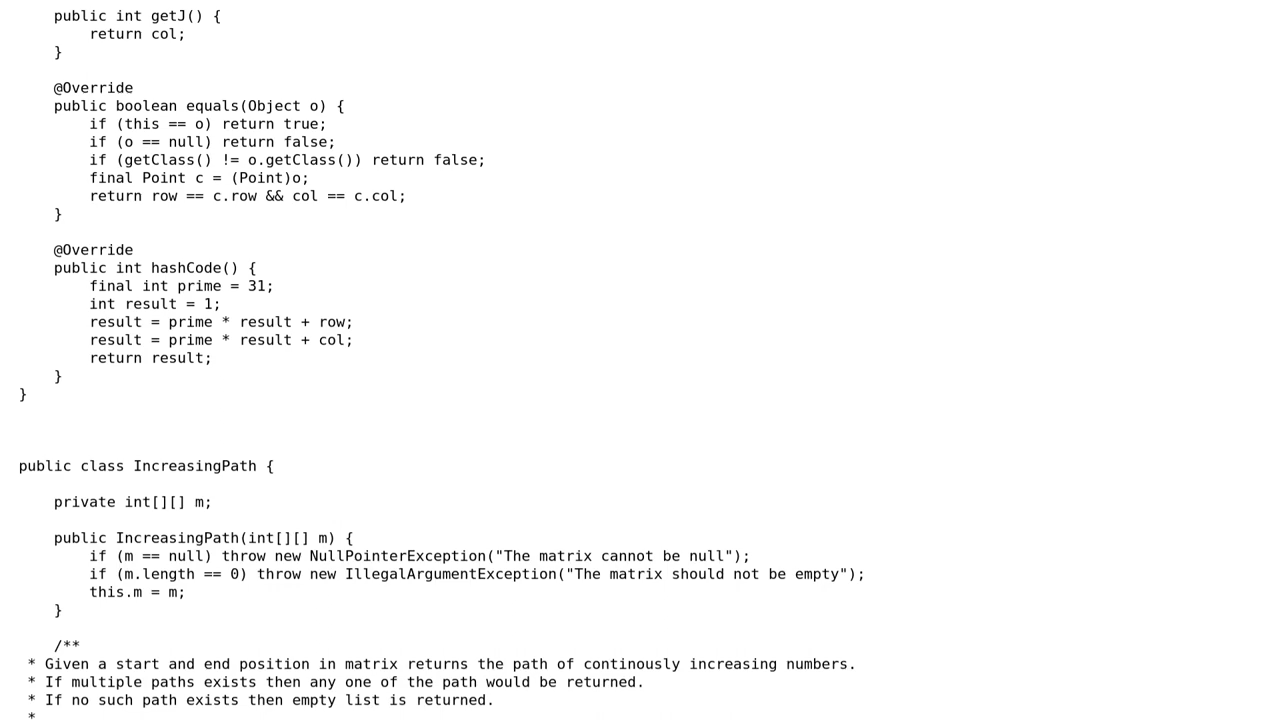 public int getJ() {
return col;
}
@Override
public boolean equals(Object o) {
if (this == o) return true;
if (o == null) return false;
if (getClass() != o.getClass()) return false;
final Point c = (Point)o;
return row == c.row && col == c.col;
}
@Override
public int hashCode() {
final int prime = 31;
int result = 1;
result = prime * result + row;
result = prime * result + col;
return result;
}
}
public class IncreasingPath {
private int[][] m;
public IncreasingPath(int[][] m) {
if (m == null) throw new NullPointerException("The matrix cannot be null");
if (m.length == 0) throw new IllegalArgumentException("The matrix should not be empty");
this.m = m;
}
/**
* Given a start and end position in matrix returns the path of continously increasing numbers.
* If multiple paths exists then any one of the path would be returned.
* If no such path exists then empty list is returned.
*